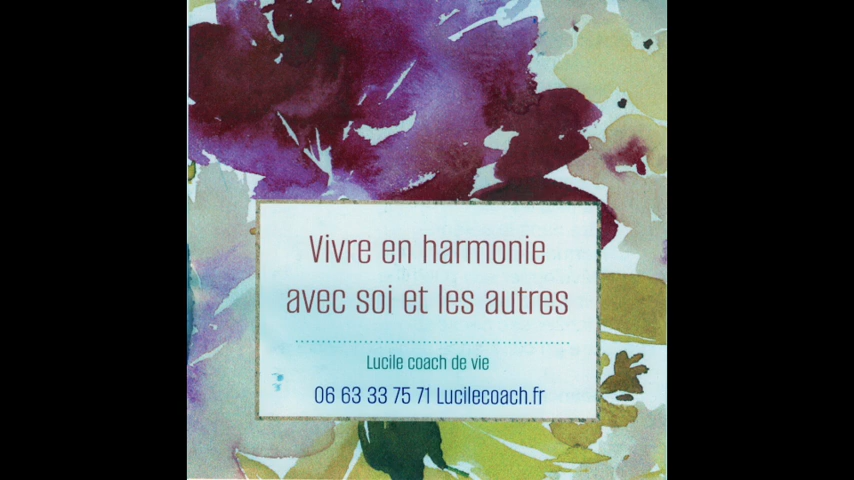 Vivre en harmonie
avec soi et les autres
Lucile coach de vie
06 63 33 75 71 Lucilecoach.fr